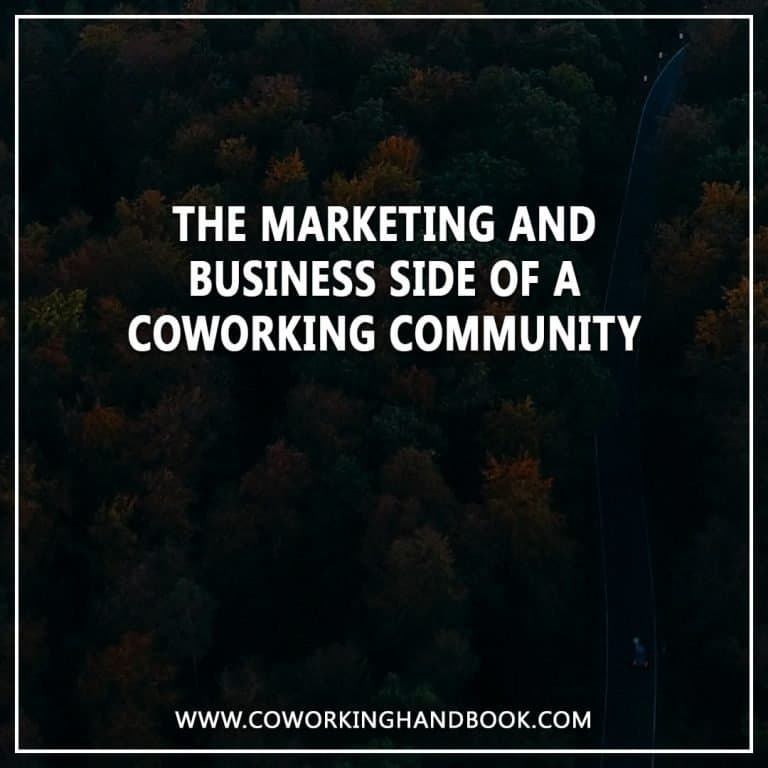 THE MARKETING AND
BUSINESS SIDE OF A
COWORKING COMMUNITY
WWW.COWORKINGHANDBOOK.COM